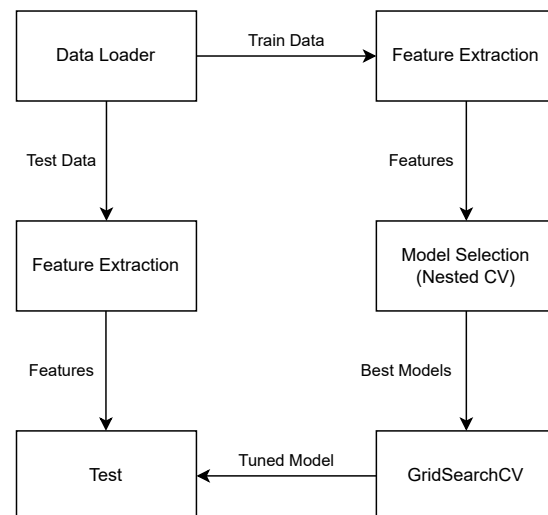 Data Loader
Train Data
Feature Extraction
Test Data
Features
Feature Extraction
Model Selection
(Nested CV)
Features
Best Models
Test
Tuned Model
GridSearchCV